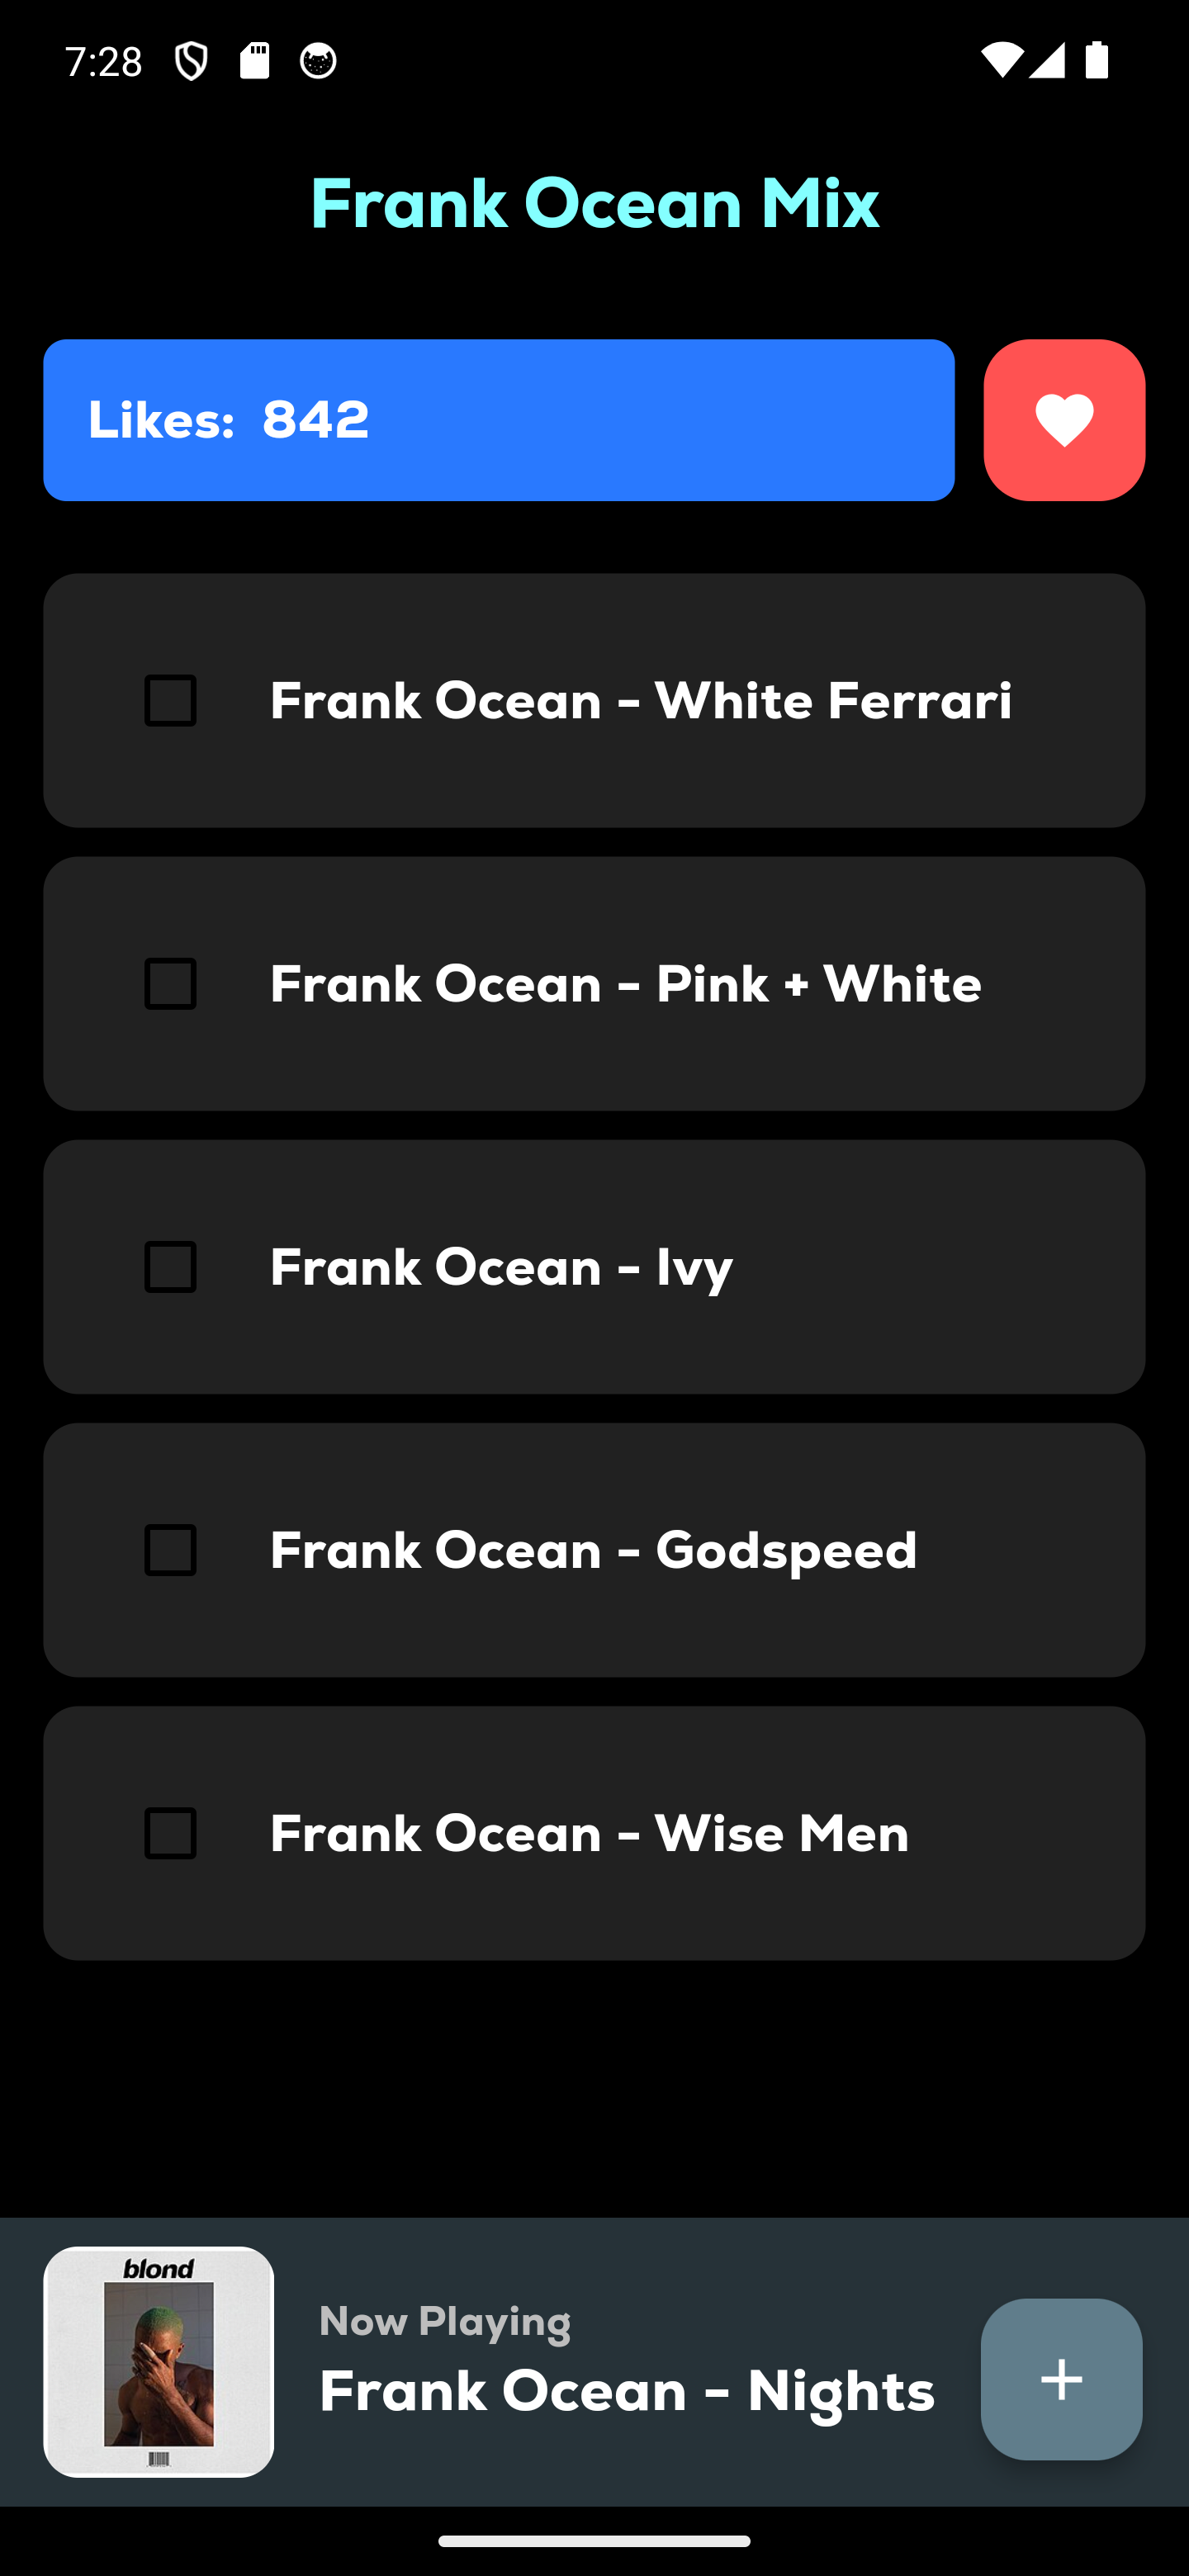 7:28
Frank Ocean Mix
Likes: 842
Frank Ocean - White Ferrari
Frank Ocean - Pink + White
Frank Ocean - Ivy
Frank Ocean - Godspeed
Frank Ocean - Wise Men
blond
Now Playing
Frank Ocean - Nights